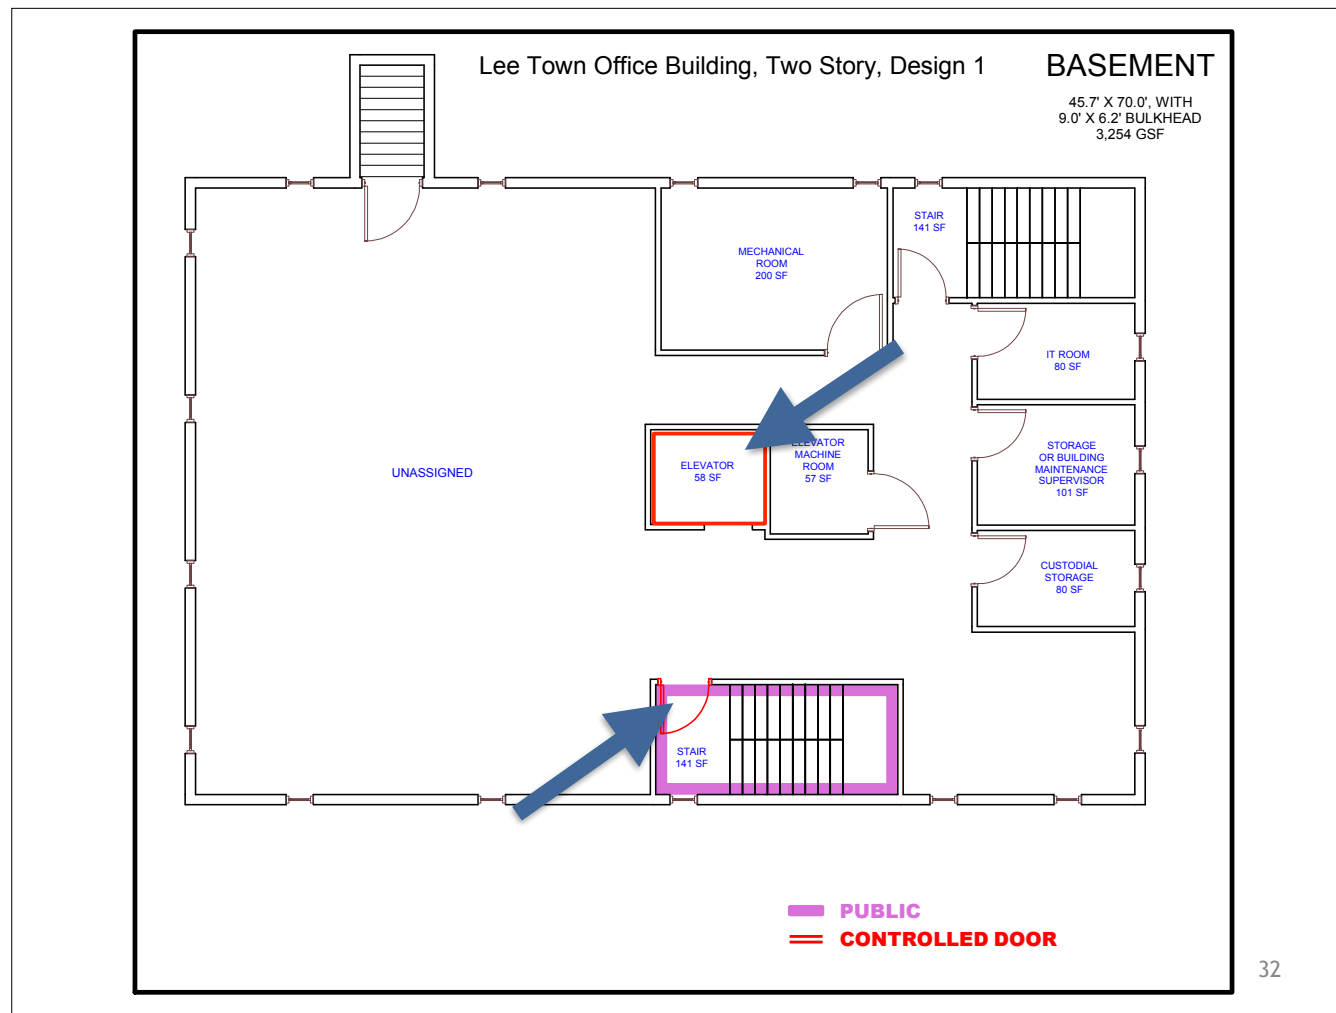 Lee Town Office Building, Two Story, Design 1
BASEMENT
45.7' X 70.0', WITH
9.0' X 6.2' BULKHEAD
3,254 GSF
STAIR
141 SF
MECHANICAL
ROOM
200 SF
IT ROOM
80 SF
ELEVATOR
MACHINE
ROOM
57 SF
ELEVATOR
58 SF
UNASSIGNED
STORAGE
OR BUILDING
MAINTENANCE
SUPERVISOR
101 SF
CUSTODIAL
STORAGE
80 SF
STAIR
141 SF
PUBLIC
CONTROLLED DOOR
32